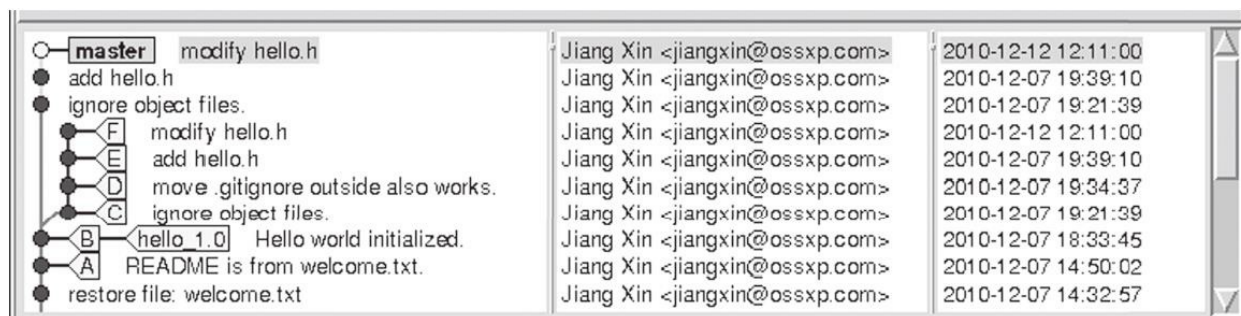 master modify hello.h Jiang Xin <jiangxin@ossxp.com> 2010-12-12 12:11:00
add hello.h Jiang Xin <jiangxin@ossxp.com> 2010-12-07 19:39:10
ignore object files. Jiang Xin <jiangxin@ossxp.com> 2010-12-07 19:21:39
F modify hello.h Jiang Xin <jiangxin@ossxp.com> 2010-12-12 12:11:00
E add hello.h Jiang Xin <jiangxin@ossxp.com> 2010-12-07 19:39:10
D move .gitignore outside also works. Jiang Xin <jiangxin@ossxp.com> 2010-12-07 19:34:37
C ignore object files. Jiang Xin <jiangxin@ossxp.com> 2010-12-07 19:21:39
B hello_1.0 Hello world initialized. Jiang Xin <jiangxin@ossxp.com> 2010-12-07 18:33:45
A README is from welcome.txt. Jiang Xin <jiangxin@ossxp.com> 2010-12-07 14:50:02
restore file: welcome.txt Jiang Xin <jiangxin@ossxp.com> 2010-12-07 14:32:57